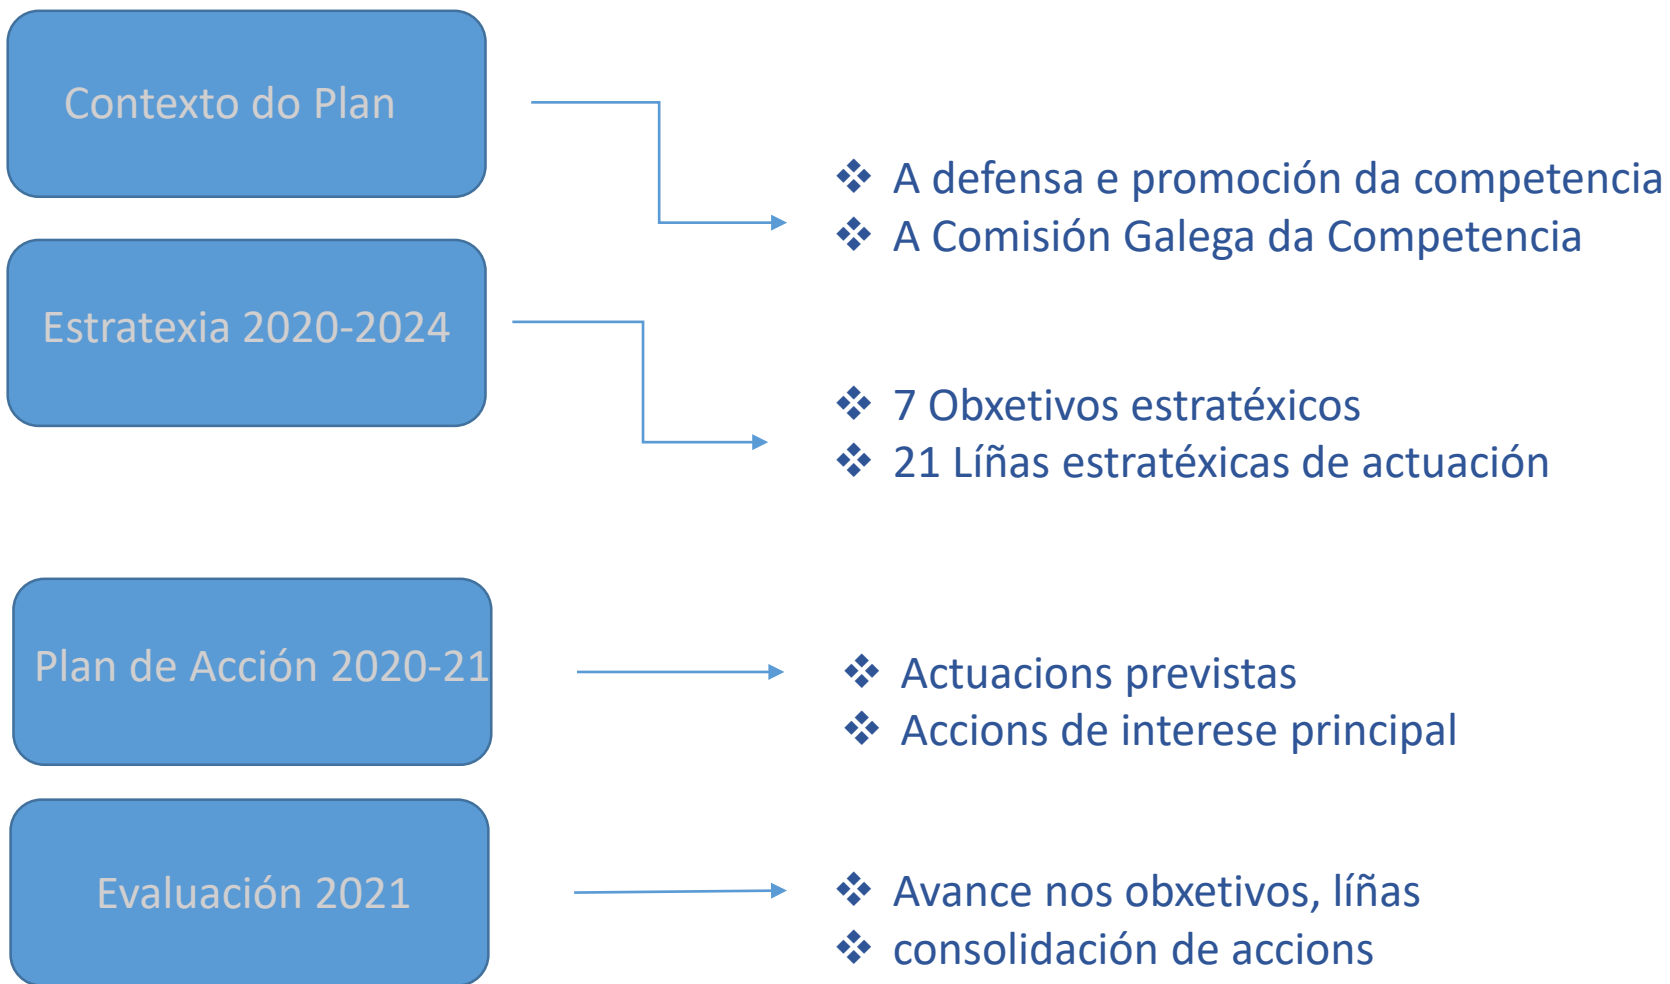 Contexto do Plan
❖ A defensa e promoción da competencia
❖ A Comisión Galega da Competencia
Estratexia 2020-2024
❖ 7 Obxetivos estratéxicos
❖ 21 Líñas estratéxicas de actuación
Plan de Acción 2020-21
❖ Actuacions previstas
❖ Accions de interese principal
Evaluación 2021
❖ Avance nos obxetivos, líñas
❖ consolidación de accions